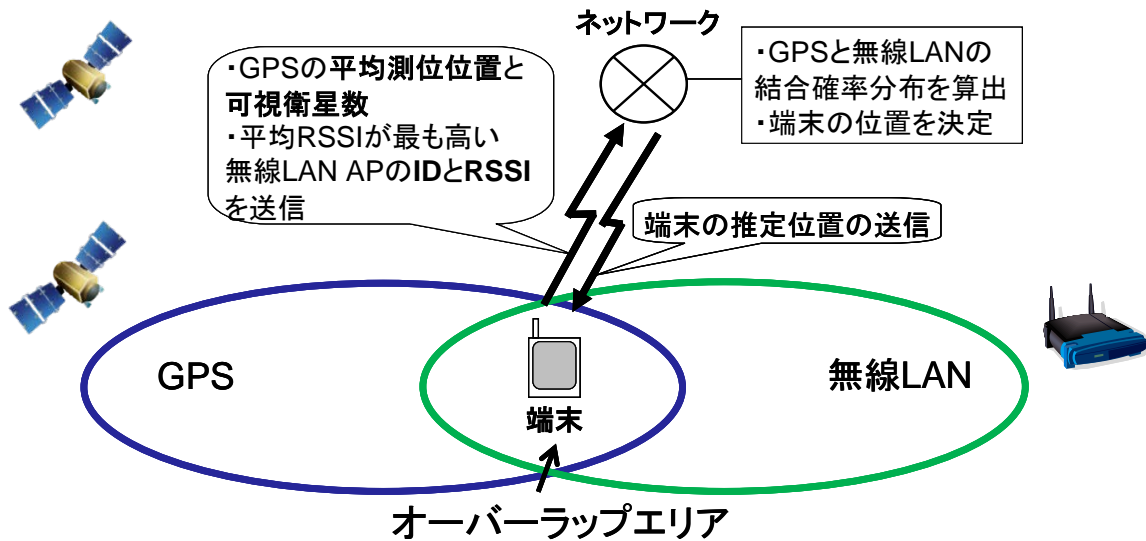 ネットワーク
・GPSの平均測位位置と
可視衛星数
・平均RSSIが最も高い
無線LAN APのIDとRSSI
を送信
・GPSと無線LANの
結合確率分布を算出
・端末の位置を決定
端末の推定位置の送信
GPS
無線LAN
端末
オーバーラップエリア